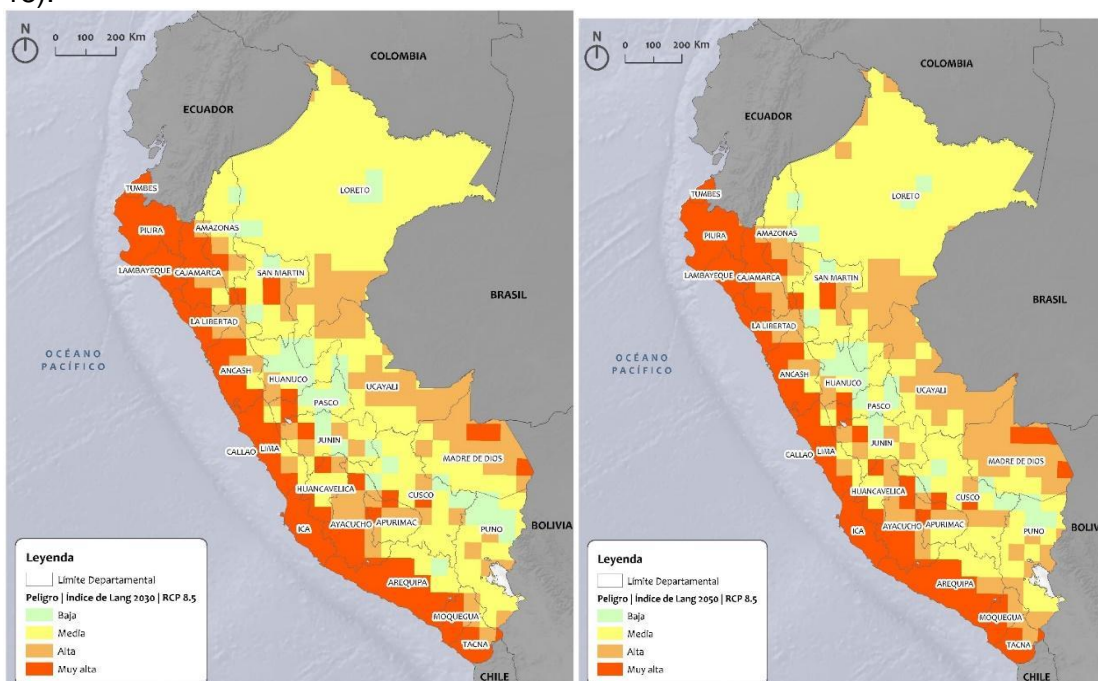 N
0 100 200 Km
COLOMBIA
ECUADOR
TUMBES
LORETO
PIURA
AMAZONAS
LAMBAYEQUE
CAJAMARCA
SAN MARTIN
BRASIL
LA LIBERTAD
OCÉANO
PACÍFICO
ANCASH
HUANUCO
UCAYALI
PASCO
JUNIN
CALLAO
LIMA
MADRE DE DIOS
HUANCAVELICA
CUSCO
ICA
AYACUCHO
APURIMAC
PUNO
BOLIVIA
AREQUIPA
MOQUEGUA
TACNA
CHILE
Leyenda
Límite Departamental
Peligro | Índice de Lang 2030 | RCP 8.5
Baja
Media
Alta
Muy alta
N
0 100 200 Km
COLOMBIA
ECUADOR
TUMBES
LORETO
PIURA
AMAZONAS
LAMBAYEQUE
CAJAMARCA
SAN MARTIN
BRASIL
LA LIBERTAD
OCÉANO
PACÍFICO
ANCASH
HUANUCO
UCAYALI
PASCO
JUNIN
CALLAO
LIMA
MADRE DE DIOS
HUANCAVELICA
CUSCO
ICA
AYACUCHO
APURIMAC
PUNO
BOLIV
AREQUIPA
MOQUEGUA
TACNA
CHILE
Leyenda
Límite Departamental
Peligro | Índice de Lang 2050 | RCP 8.5
Baja
Media
Alta
Muy alta